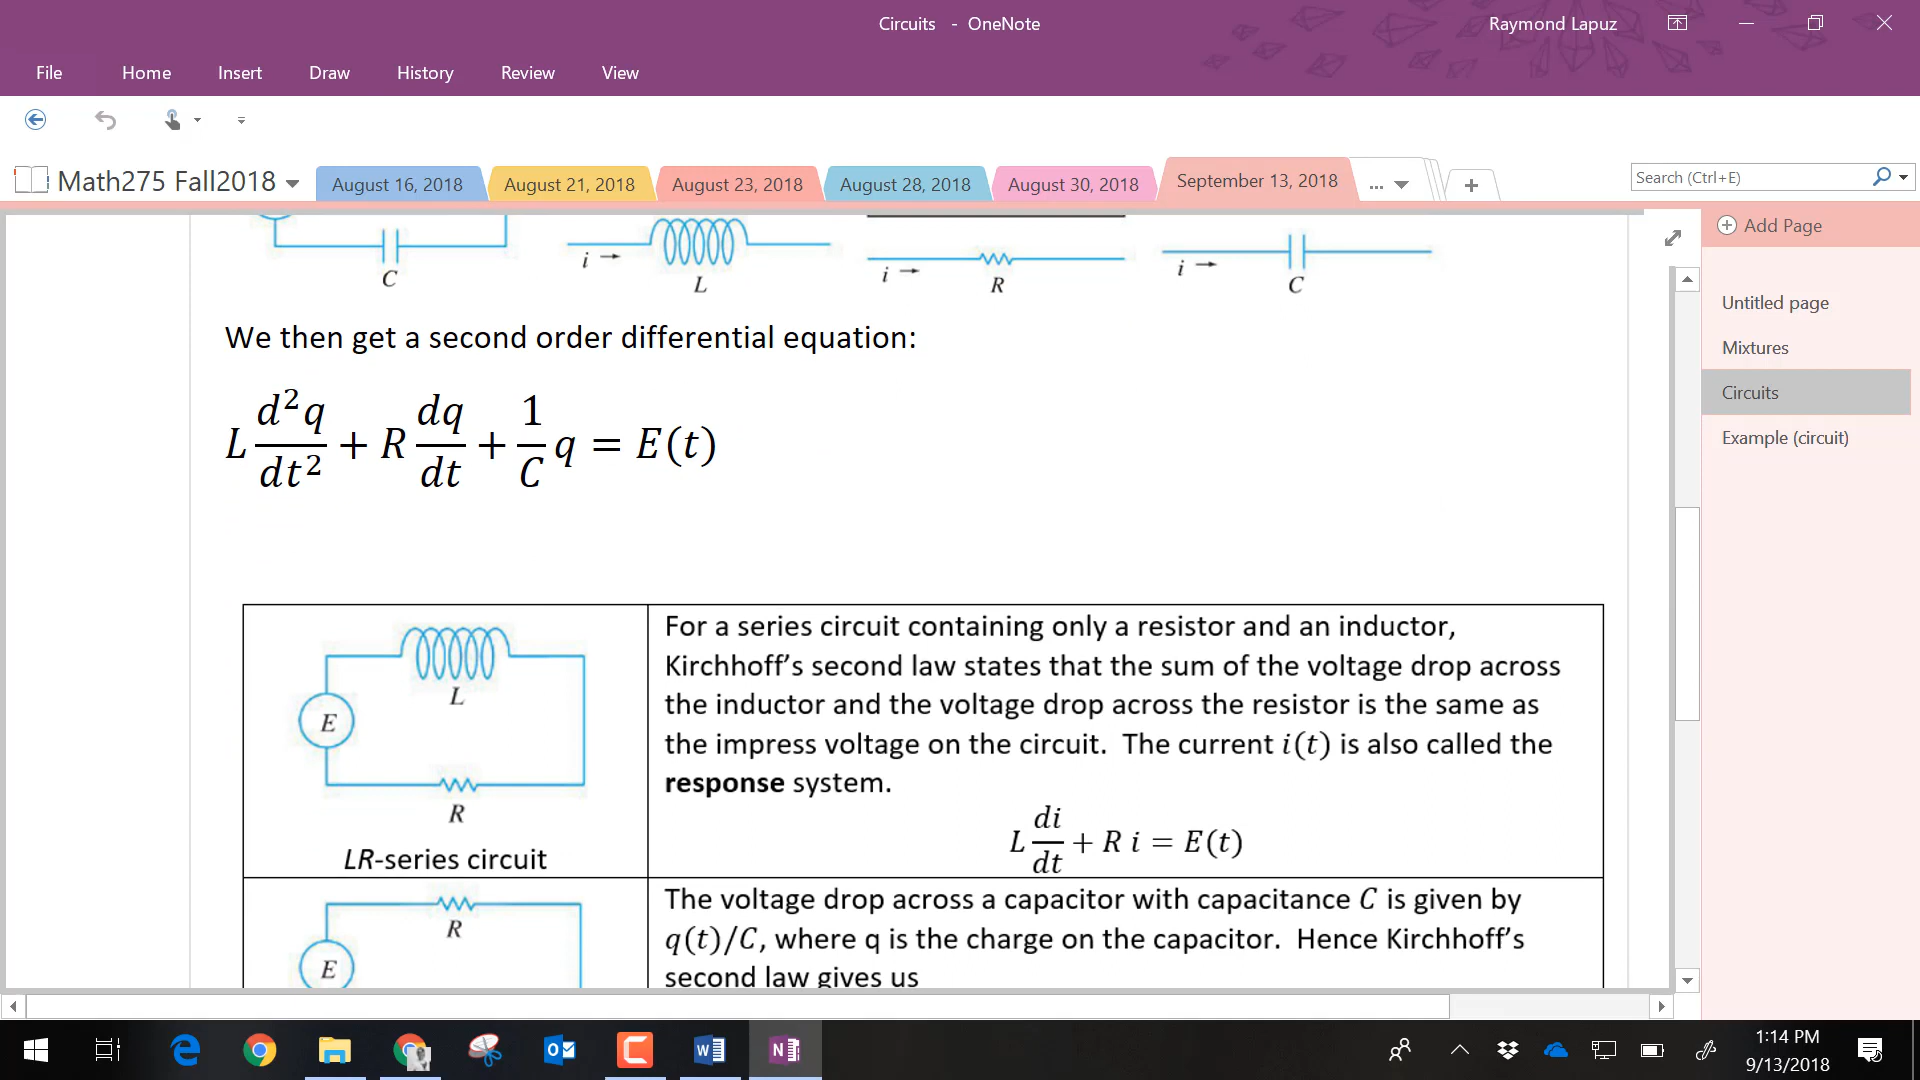 Circuits - OneNote
Raymond Lapuz
File Home Insert Draw History Review View
Math275 Fall2018
August 16, 2018
August 21, 2018
August 23, 2018
August 28, 2018
August 30, 2018
September 13, 2018
...
Search (Ctrl+E)
Add Page
Untitled page
Mixtures
Circuits
Example (circuit)
C
i → L
i → R
i → C
We then get a second order differential equation:
L d²q/dt² + R dq/dt + 1/C q = E(t)
L
E
R
LR-series circuit
For a series circuit containing only a resistor and an inductor,
Kirchhoff’s second law states that the sum of the voltage drop across
the inductor and the voltage drop across the resistor is the same as
the impress voltage on the circuit. The current i(t) is also called the
response system.
L di/dt + R i = E(t)
R
E
The voltage drop across a capacitor with capacitance C is given by
q(t)/C, where q is the charge on the capacitor. Hence Kirchhoff’s
second law gives us
1:14 PM
9/13/2018